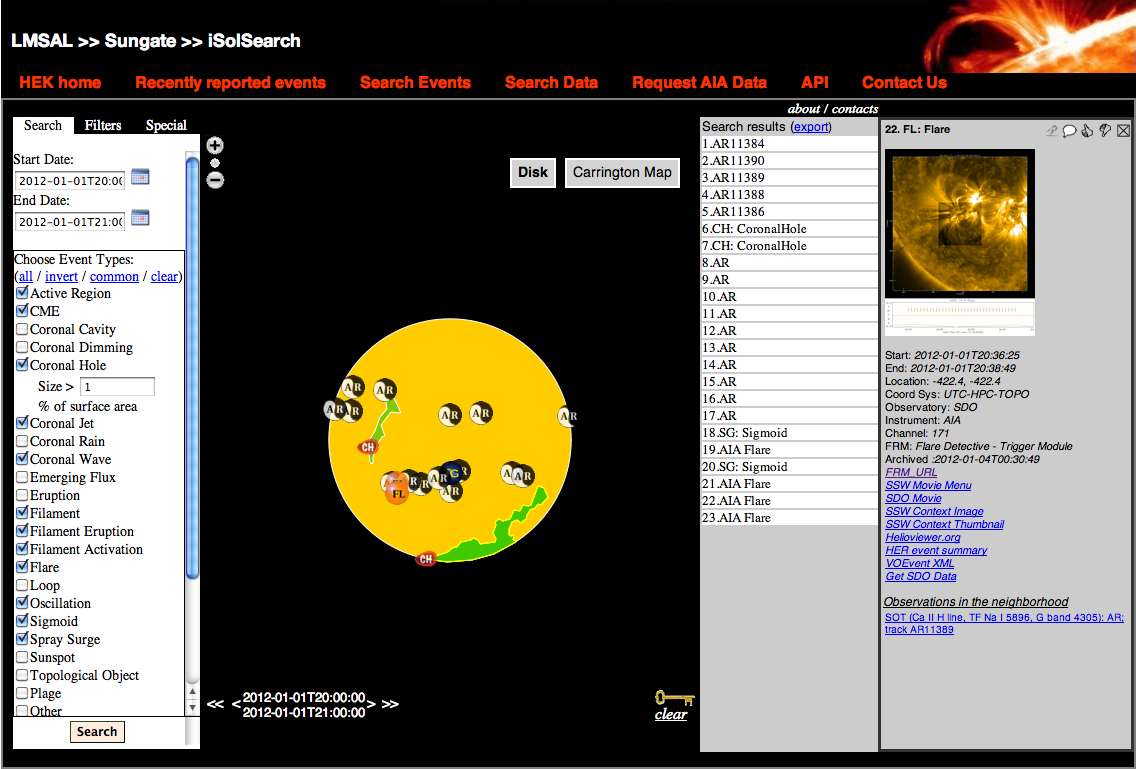 LMSAL >> Sungate >> iSolSearch
HEK home Recently reported events Search Events Search Data Request AIA Data API Contact Us
about / contacts
Search Filters Special
Start Date:
2012-01-01T20:00
End Date:
2012-01-01T21:00
Choose Event Types:
(all / invert / common / clear)
Active Region
CME
Coronal Cavity
Coronal Dimming
Coronal Hole
Size > 1
% of surface area
Coronal Jet
Coronal Rain
Coronal Wave
Emerging Flux
Eruption
Filament
Filament Eruption
Filament Activation
Flare
Loop
Oscillation
Sigmoid
Spray Surge
Sunspot
Topological Object
Plage
Other
Search
Disk Carrington Map
AR AR
AR R AR AR AR
CH
A R R AR G R A AR
FL AR
CH
<< < 2012-01-01T20:00:00 > >>
2012-01-01T21:00:00
clear
Search results (export)
1.AR11384
2.AR11390
3.AR11389
4.AR11388
5.AR11386
6.CH: CoronalHole
7.CH: CoronalHole
8.AR
9.AR
10.AR
11.AR
12.AR
13.AR
14.AR
15.AR
16.AR
17.AR
18.SG: Sigmoid
19.AIA Flare
20.SG: Sigmoid
21.AIA Flare
22.AIA Flare
23.AIA Flare
22. FL: Flare
Start: 2012-01-01T20:36:25
End: 2012-01-01T20:38:49
Location: -422.4, -422.4
Coord Sys: UTC-HPC-TOPO
Observatory: SDO
Instrument: AIA
Channel: 171
FRM: Flare Detective - Trigger Module
Archived :2012-01-04T00:30:49
FRM_URL
SSW Movie Menu
SDO Movie
SSW Context Image
SSW Context Thumbnail
Helioviewer.org
HER event summary
VOEvent XML
Get SDO Data
Observations in the neighborhood
SOT (Ca II H line, TF Na I 5896, G band 4305): AR;
track AR11389